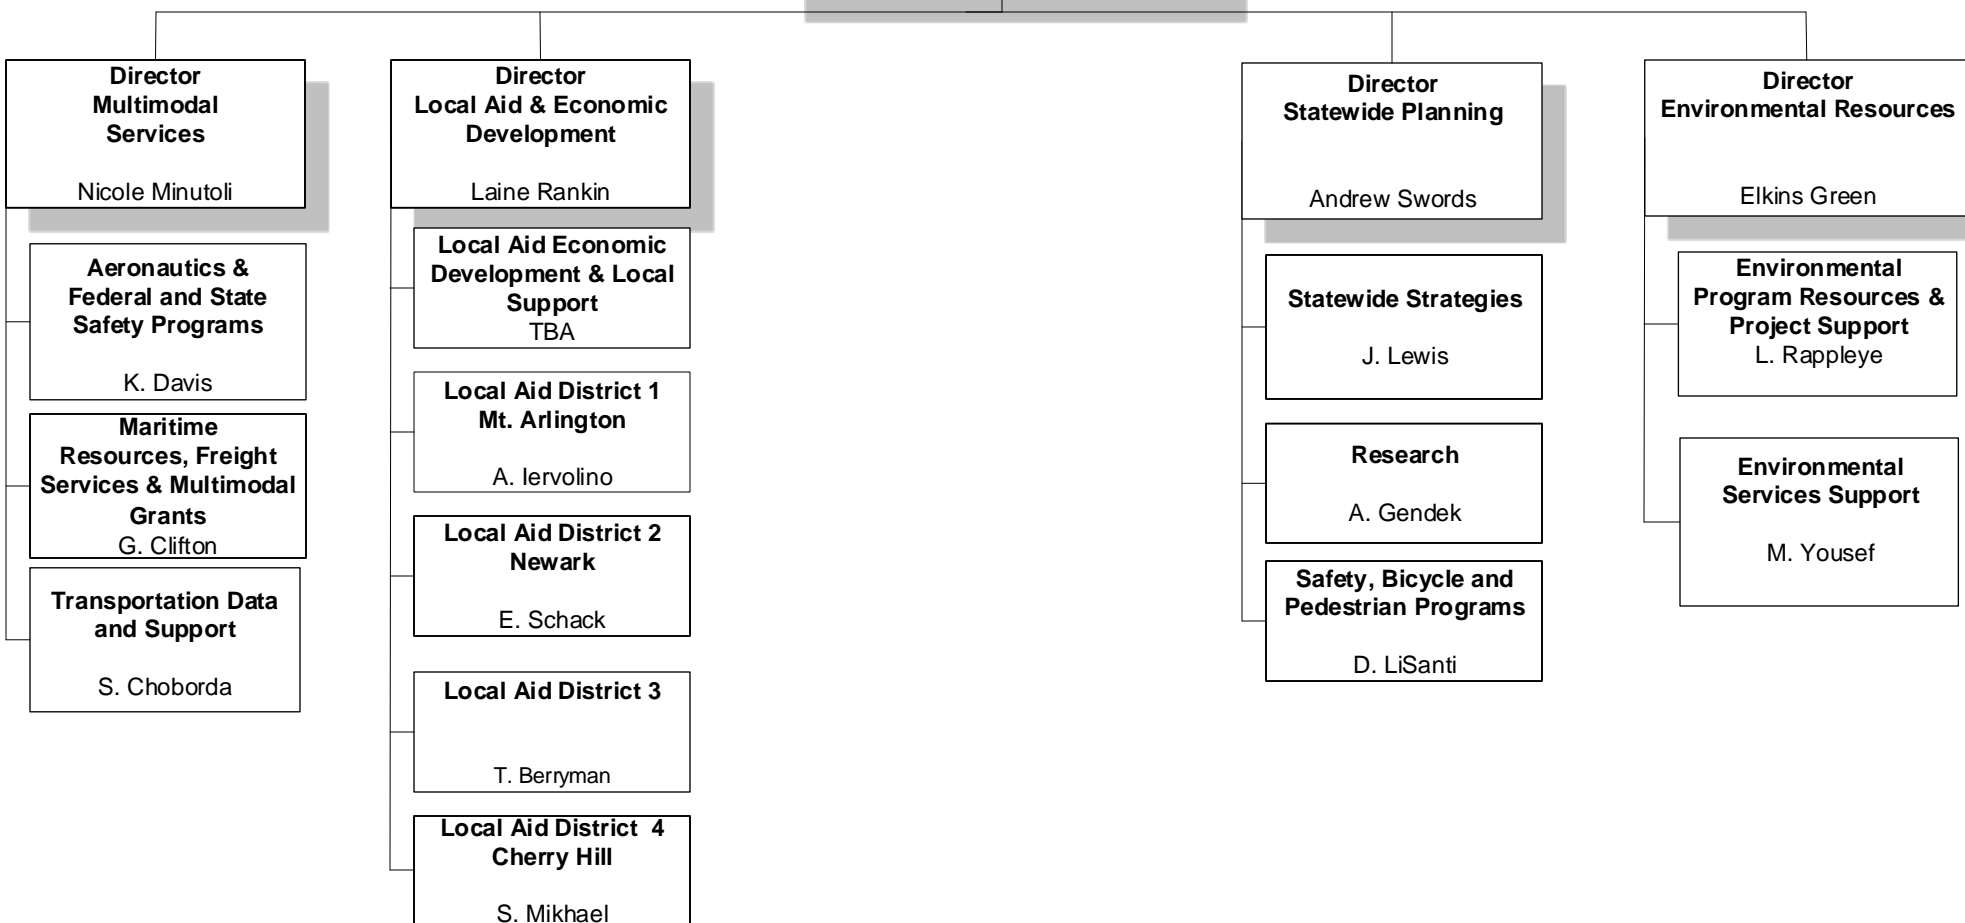 Director
Multimodal
Services
Nicole Minutoli
Aeronautics &
Federal and State
Safety Programs
K. Davis
Maritime
Resources, Freight
Services & Multimodal
Grants
G. Clifton
Transportation Data
and Support
S. Choborda
Director
Local Aid & Economic
Development
Laine Rankin
Local Aid Economic
Development & Local
Support
TBA
Local Aid District 1
Mt. Arlington
A. Iervolino
Local Aid District 2
Newark
E. Schack
Local Aid District 3
T. Berryman
Local Aid District 4
Cherry Hill
S. Mikhael
Director
Statewide Planning
Andrew Swords
Statewide Strategies
J. Lewis
Research
A. Gendek
Safety, Bicycle and
Pedestrian Programs
D. LiSanti
Director
Environmental Resources
Elkins Green
Environmental
Program Resources &
Project Support
L. Rappleye
Environmental
Services Support
M. Yousef